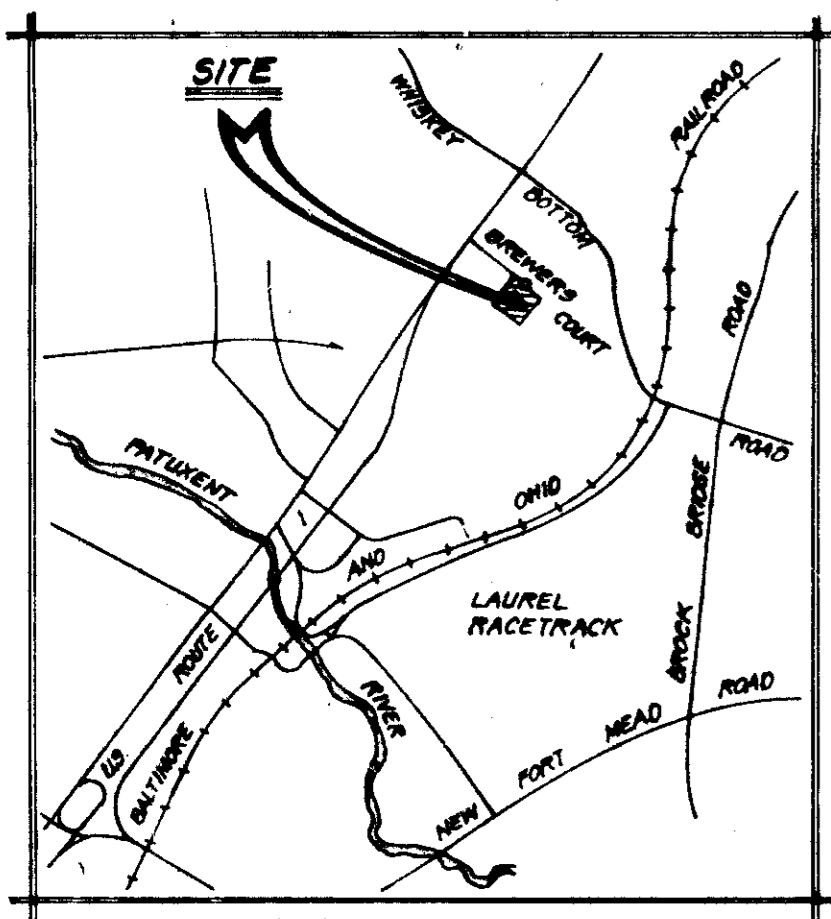 SITE
WHISKEY BOTTOM ROAD
RAILROAD
BREWERS
COURT
BROCK BRIDGE ROAD
PATUXENT RIVER
BALTIMORE AND OHIO
US ROUTE 1
LAUREL
RACETRACK
NEW FORT MEAD ROAD